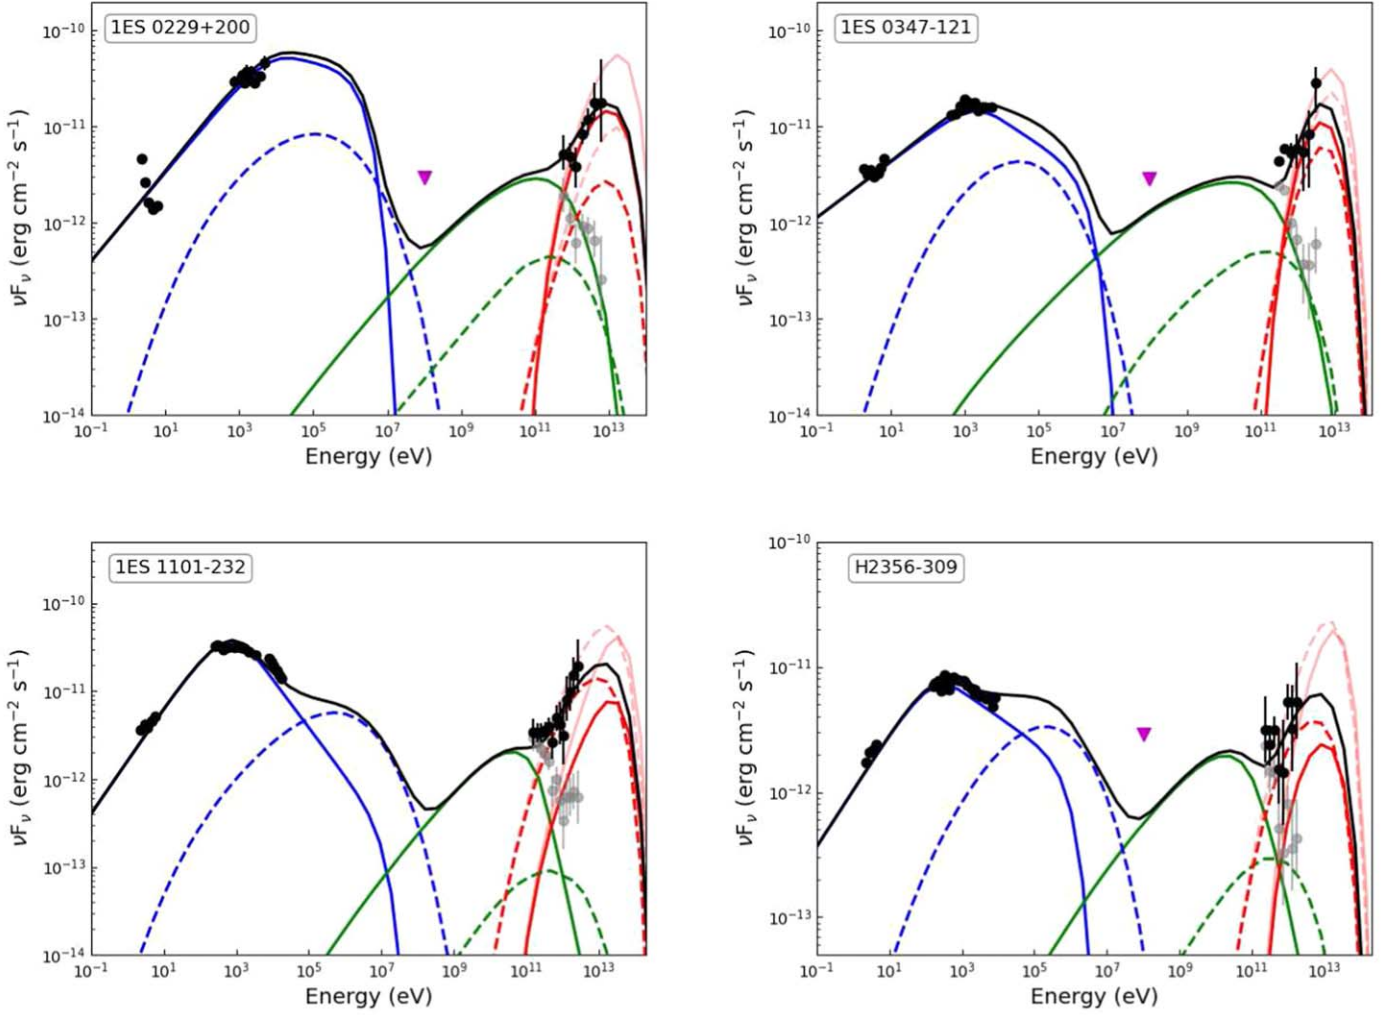 1ES 0229+200
νFν (erg cm⁻² s⁻¹)
10⁻¹⁰
10⁻¹¹
10⁻¹²
10⁻¹³
10⁻¹⁴
10⁻¹ 10¹ 10³ 10⁵ 10⁷ 10⁹ 10¹¹ 10¹³
Energy (eV)
1ES 0347-121
νFν (erg cm⁻² s⁻¹)
10⁻¹⁰
10⁻¹¹
10⁻¹²
10⁻¹³
10⁻¹⁴
10⁻¹ 10¹ 10³ 10⁵ 10⁷ 10⁹ 10¹¹ 10¹³
Energy (eV)
1ES 1101-232
νFν (erg cm⁻² s⁻¹)
10⁻¹⁰
10⁻¹¹
10⁻¹²
10⁻¹³
10⁻¹⁴
10⁻¹ 10¹ 10³ 10⁵ 10⁷ 10⁹ 10¹¹ 10¹³
Energy (eV)
H2356-309
νFν (erg cm⁻² s⁻¹)
10⁻¹⁰
10⁻¹¹
10⁻¹²
10⁻¹³
10⁻¹ 10¹ 10³ 10⁵ 10⁷ 10⁹ 10¹¹ 10¹³
Energy (eV)